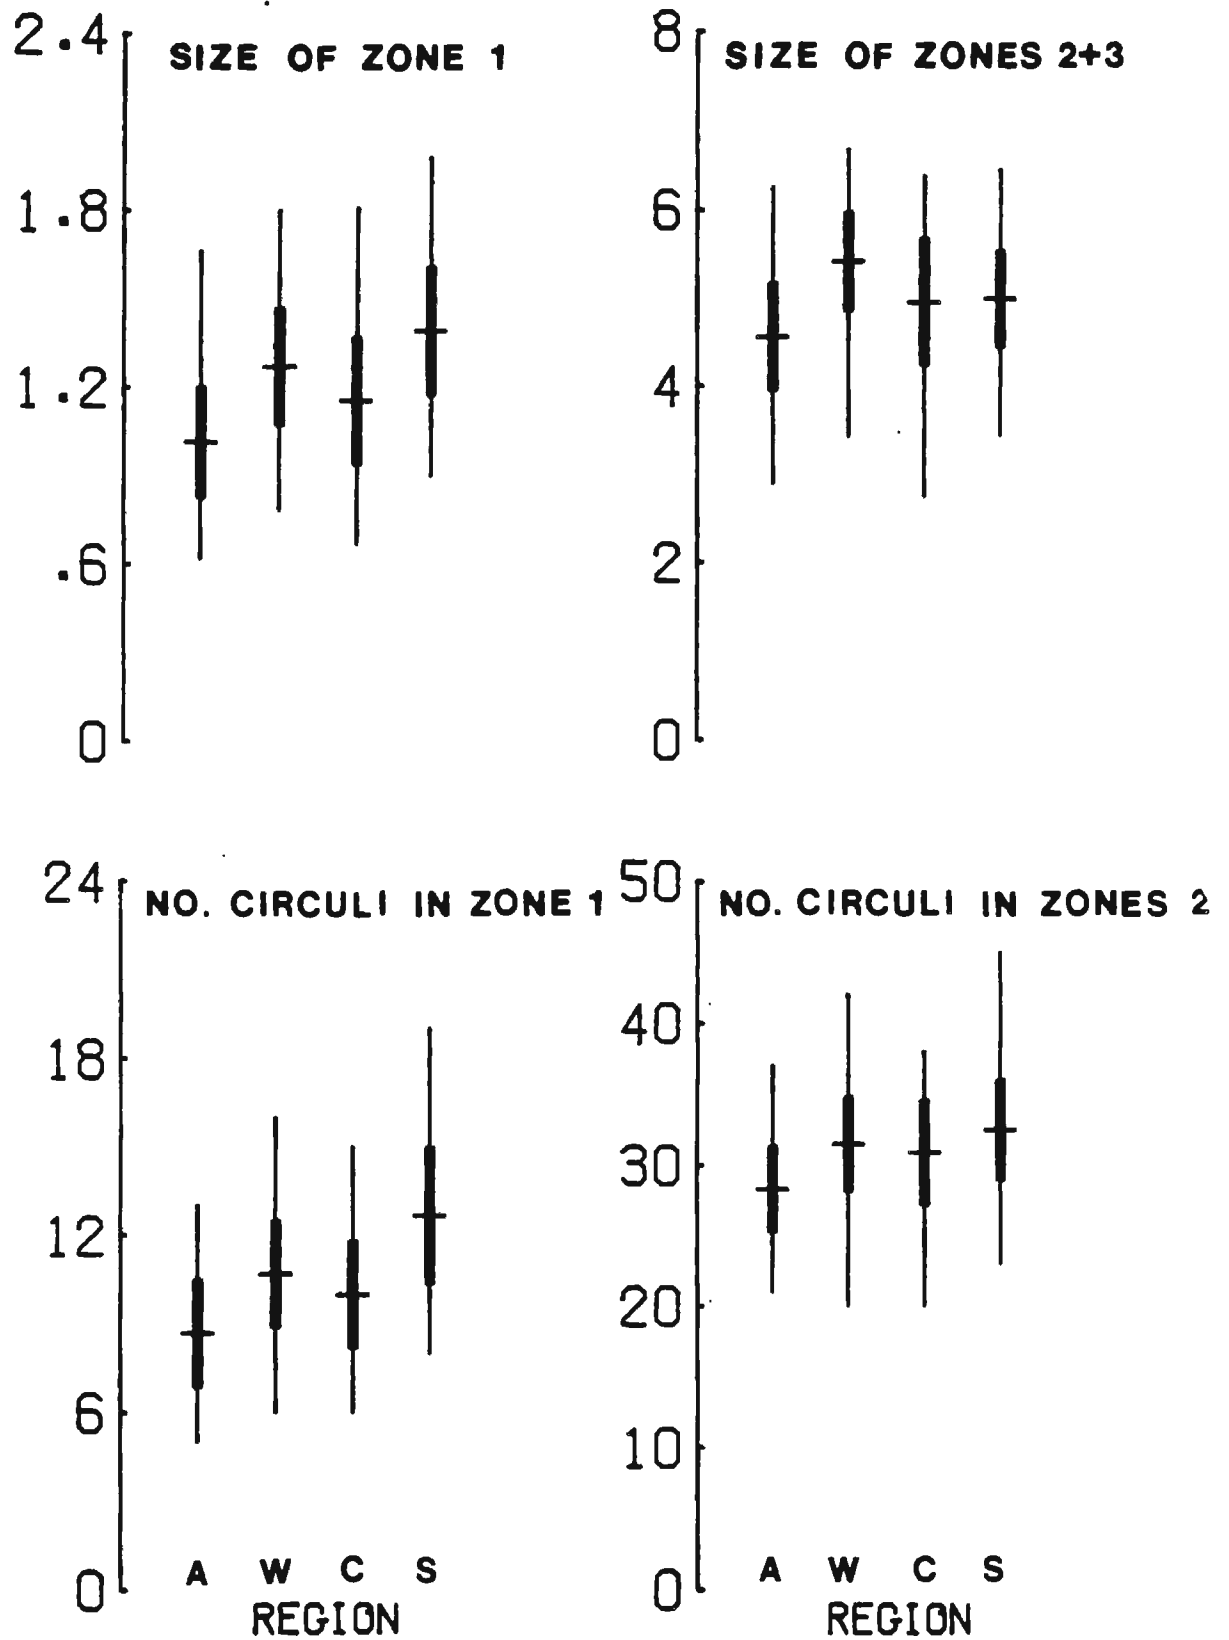 SIZE OF ZONE 1
2.4
1.8
1.2
.6
0
SIZE OF ZONES 2+3
8
6
4
2
0
NO. CIRCULI IN ZONE 1
24
18
12
6
0
A W C S
REGION
NO. CIRCULI IN ZONES 2
50
40
30
20
10
0
A W C S
REGION